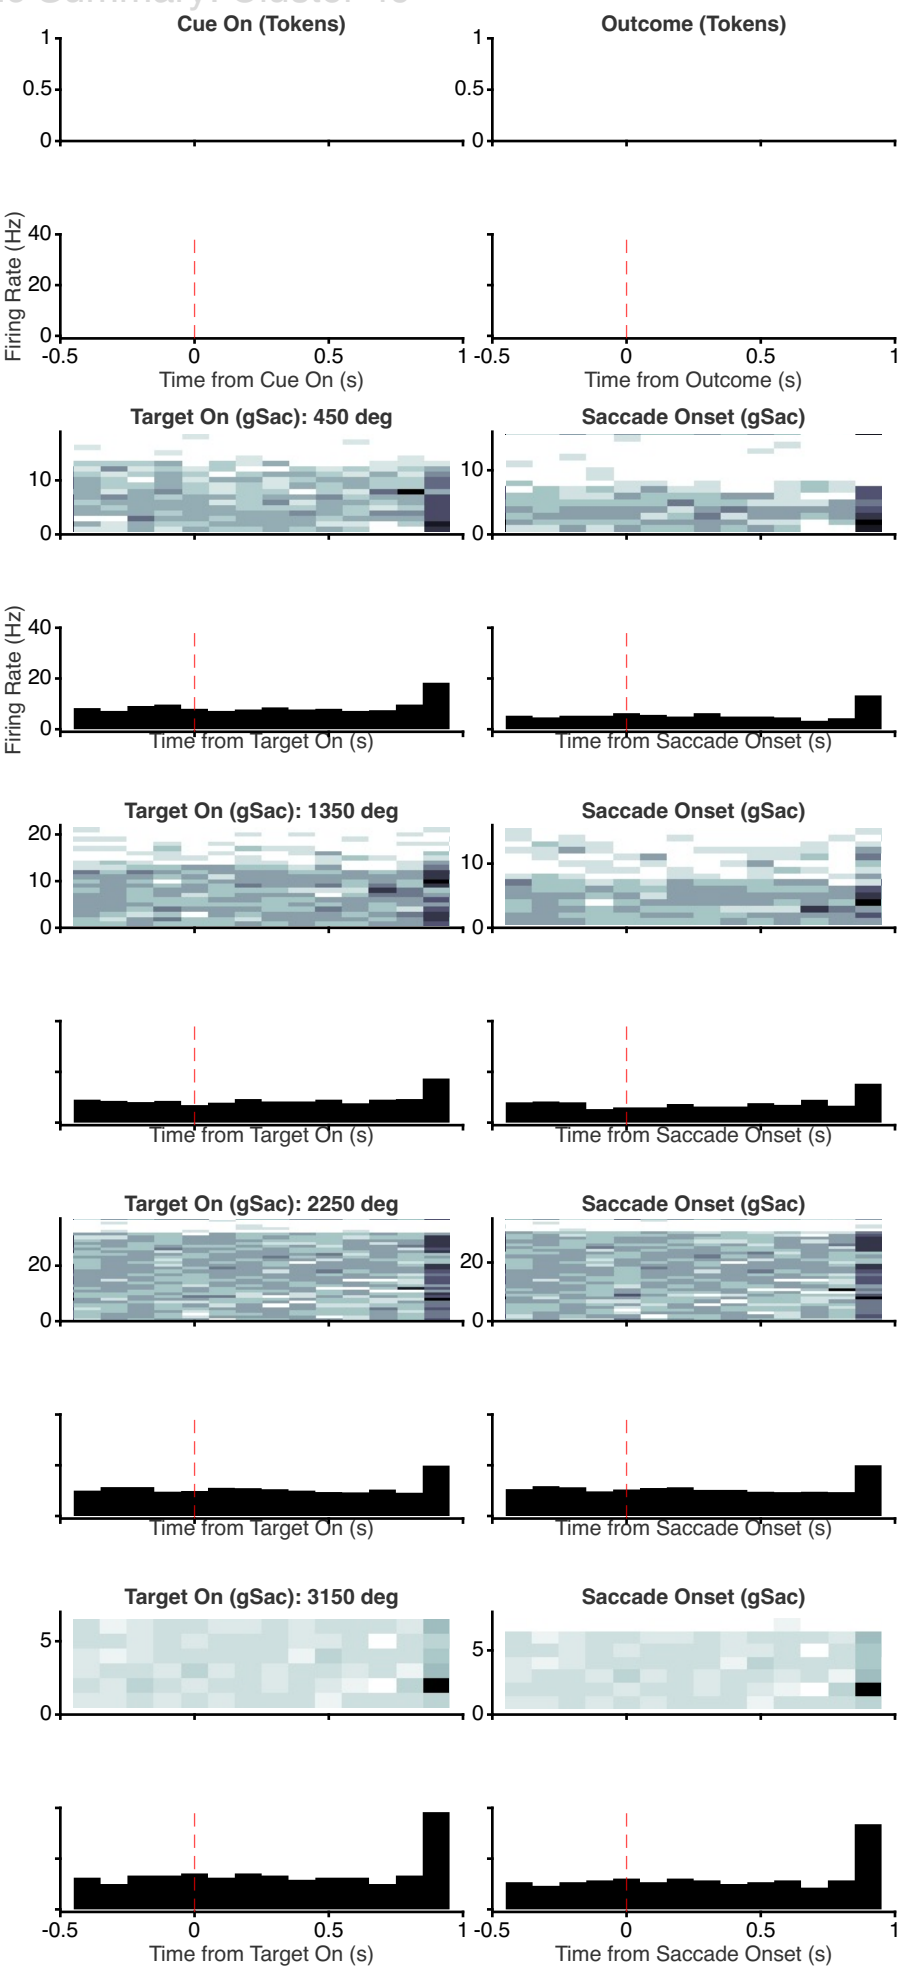 Summary: Cluster
Cue On (Tokens) Outcome (Tokens)
1 1
0.5 0.5
0 0
Firing Rate (Hz)
40
20
0
-0.5 0 0.5 1 -0.5 0 0.5 1
Time from Cue On (s) Time from Outcome (s)
Target On (gSac): 450 deg Saccade Onset (gSac)
10 10
0 0
Firing Rate (Hz)
40
20
0
Time from Target On (s) Time from Saccade Onset (s)
Target On (gSac): 1350 deg Saccade Onset (gSac)
20
10 10
0 0
Time from Target On (s) Time from Saccade Onset (s)
Target On (gSac): 2250 deg Saccade Onset (gSac)
20 20
0 0
Time from Target On (s) Time from Saccade Onset (s)
Target On (gSac): 3150 deg Saccade Onset (gSac)
5 5
0 0
-0.5 0 0.5 1 -0.5 0 0.5 1
Time from Target On (s) Time from Saccade Onset (s)